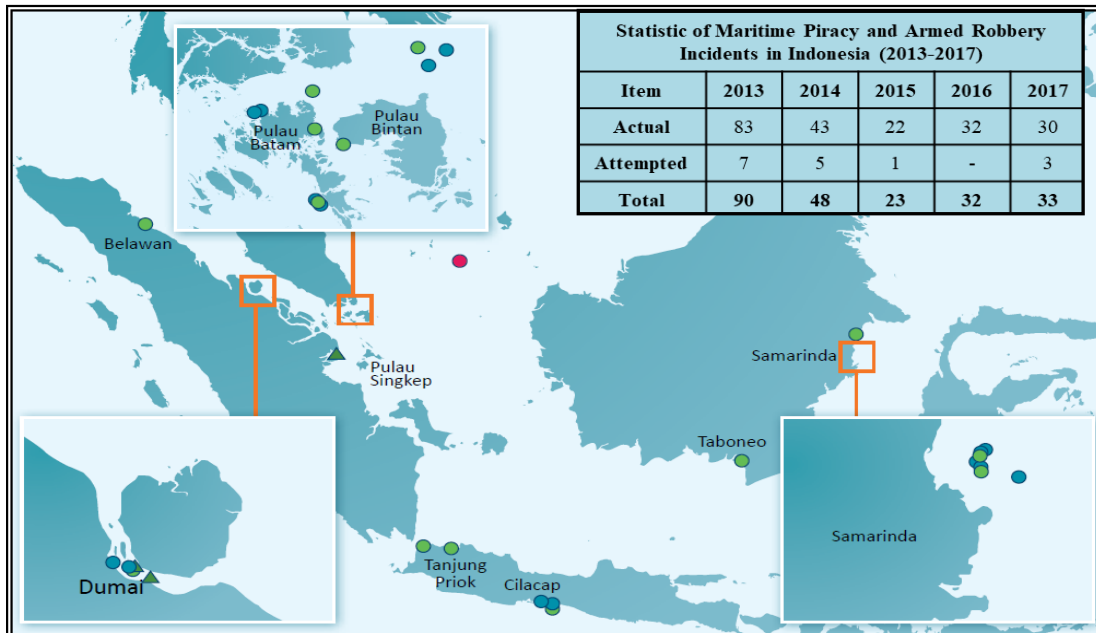 Statistic of Maritime Piracy and Armed Robbery
Incidents in Indonesia (2013-2017)
Item 2013 2014 2015 2016 2017
Actual 83 43 22 32 30
Attempted 7 5 1 - 3
Total 90 48 23 32 33
Pulau
Batam
Pulau
Bintan
Belawan
Pulau
Singkep
Samarinda
Taboneo
Dumai
Tanjung
Priok
Cilacap
Samarinda